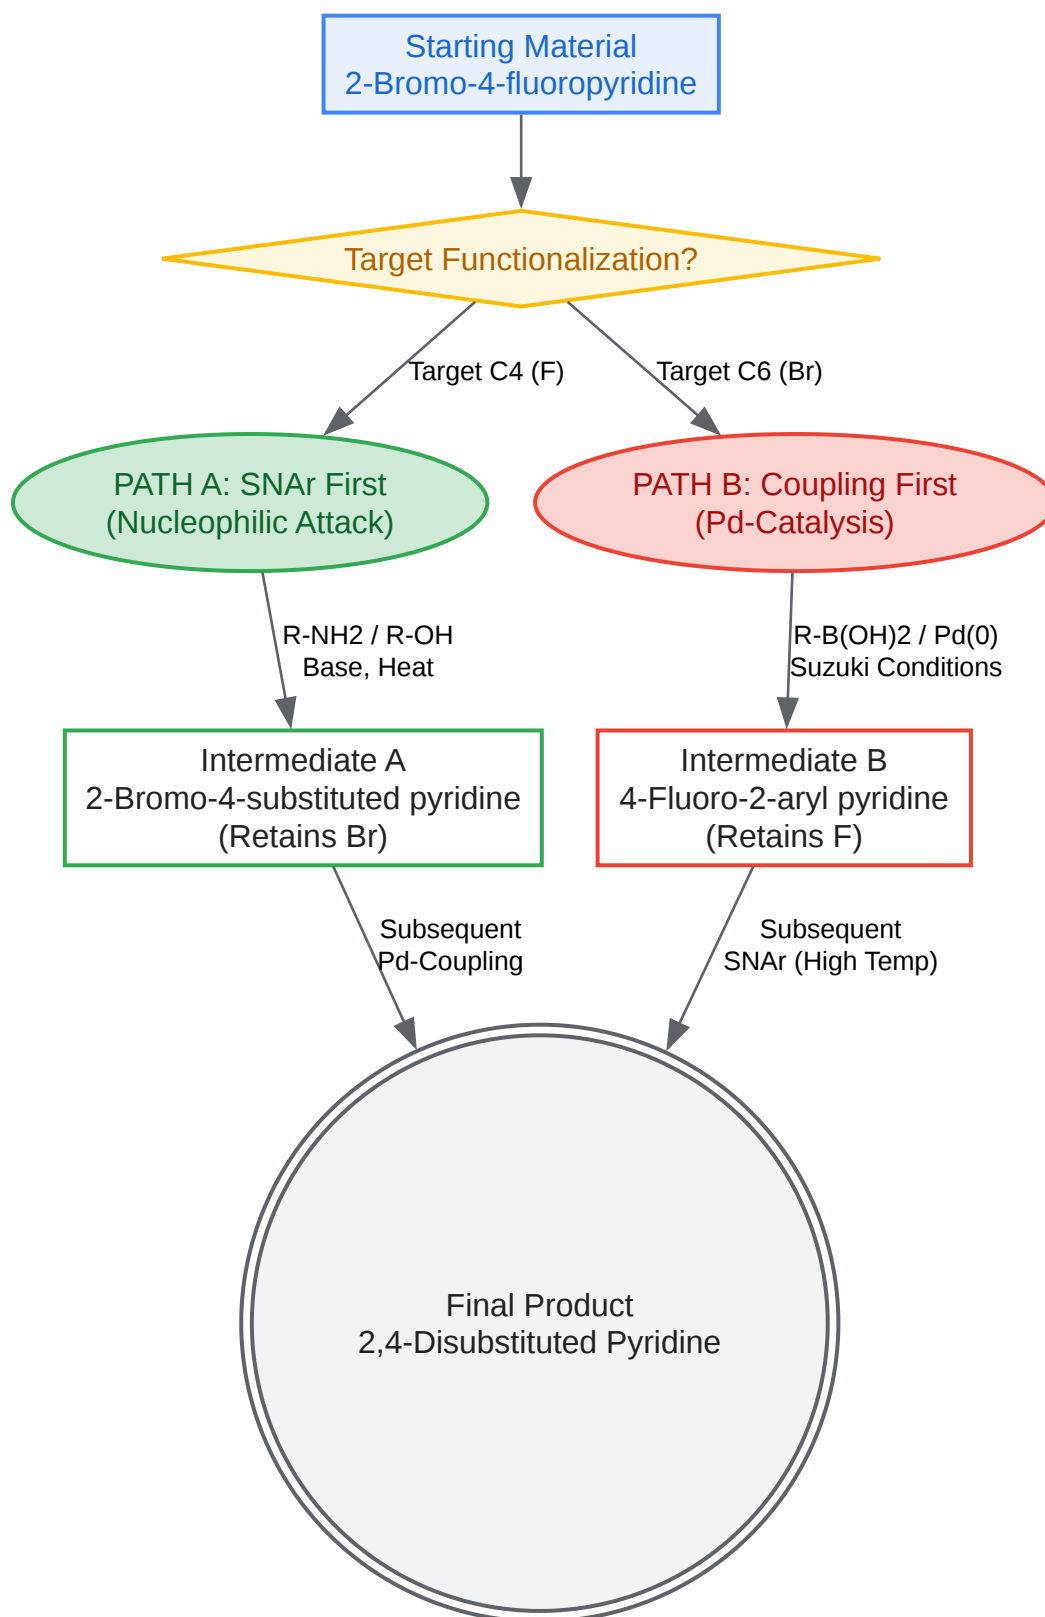 Starting Material
2-Bromo-4-fluoropyridine
Target Functionalization?
Target C4 (F)
Target C6 (Br)
PATH A: SNAr First
(Nucleophilic Attack)
PATH B: Coupling First
(Pd-Catalysis)
R-NH2 / R-OH
Base, Heat
R-B(OH)2 / Pd(0)
Suzuki Conditions
Intermediate A
2-Bromo-4-substituted pyridine
(Retains Br)
Intermediate B
4-Fluoro-2-aryl pyridine
(Retains F)
Subsequent
Pd-Coupling
Subsequent
SNAr (High Temp)
Final Product
2,4-Disubstituted Pyridine